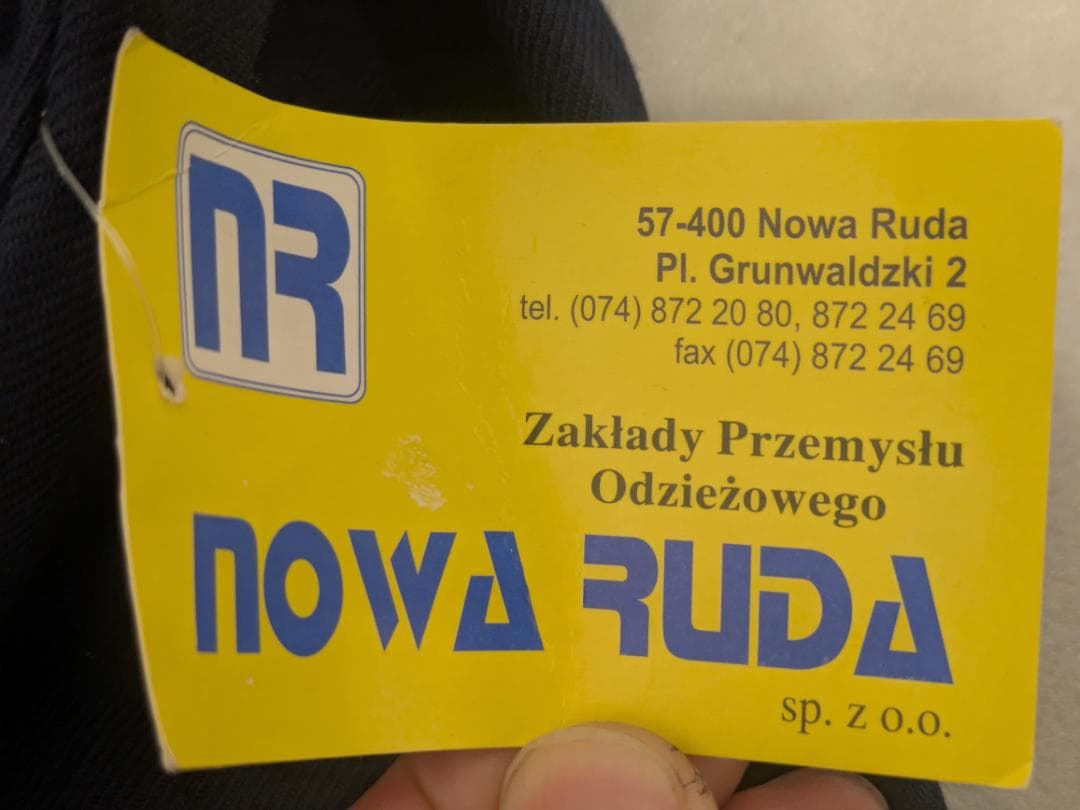 NR
57-400 Nowa Ruda
Pl. Grunwaldzki 2
tel. (074) 872 20 80, 872 24 69
fax (074) 872 24 69
Zakłady Przemysłu
Odzieżowego
NOWA RUDA
sp. z o.o.